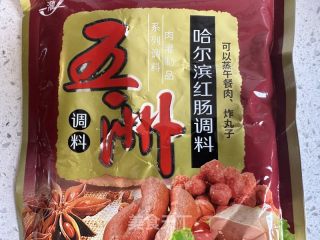 五洲
调料
系列调料
肉灌制品
哈尔滨红肠调料
可以蒸午餐肉、炸丸子
美食天下